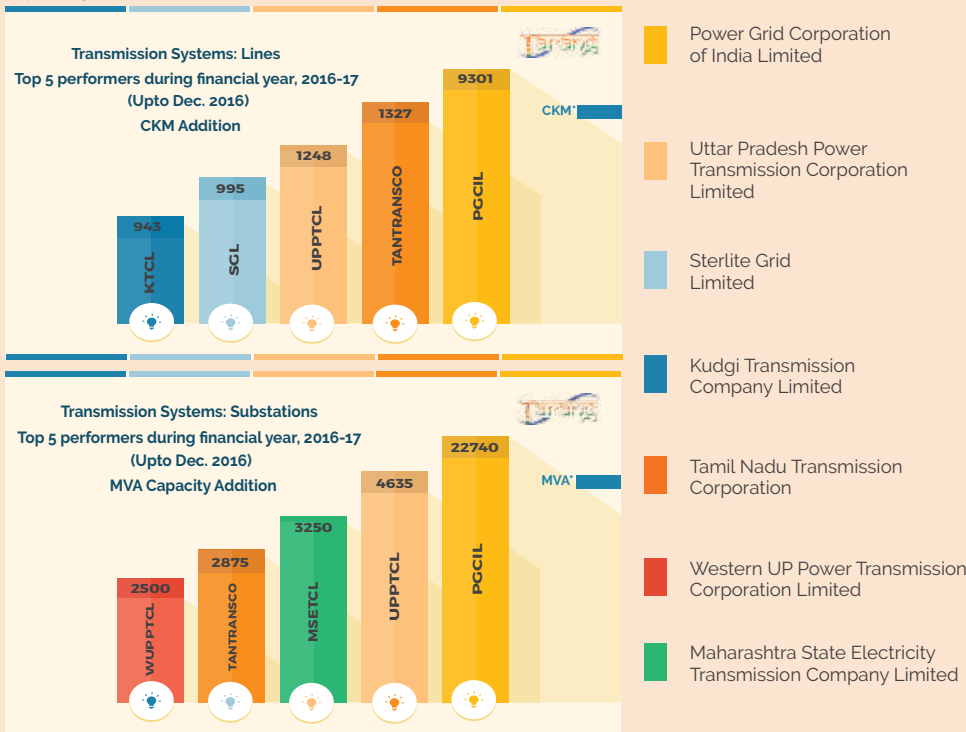 Transmission Systems: Lines
Top 5 performers during financial year, 2016-17
(Upto Dec. 2016)
CKM Addition
Tarang
CKM*
943
KTCL
995
SGL
1248
UPPTCL
1327
TANTRANSCO
9301
PGCIL
Transmission Systems: Substations
Top 5 performers during financial year, 2016-17
(Upto Dec. 2016)
MVA Capacity Addition
Tarang
MVA*
2500
WUPPTCL
2875
TANTRANSCO
3250
MSETCL
4635
UPPTCL
22740
PGCIL
Power Grid Corporation
of India Limited
Uttar Pradesh Power
Transmission Corporation
Limited
Sterlite Grid
Limited
Kudgi Transmission
Company Limited
Tamil Nadu Transmission
Corporation
Western UP Power Transmission
Corporation Limited
Maharashtra State Electricity
Transmission Company Limited